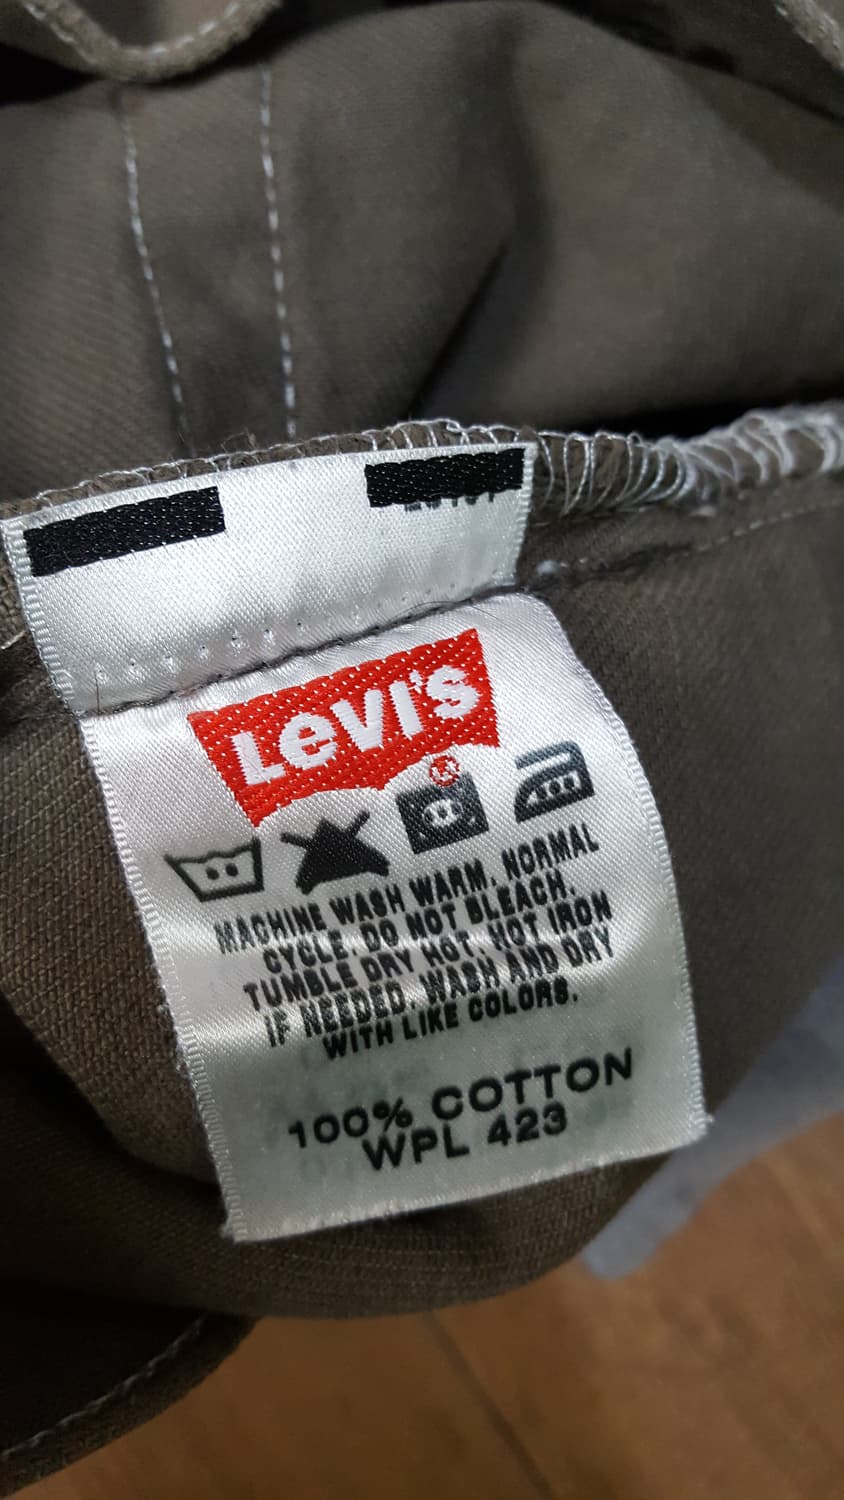 LEVI'S
®
MACHINE WASH WARM. NORMAL
CYCLE. DO NOT BLEACH.
TUMBLE DRY HOT. HOT IRON
IF NEEDED. WASH AND DRY
WITH LIKE COLORS.
100% COTTON
WPL 423